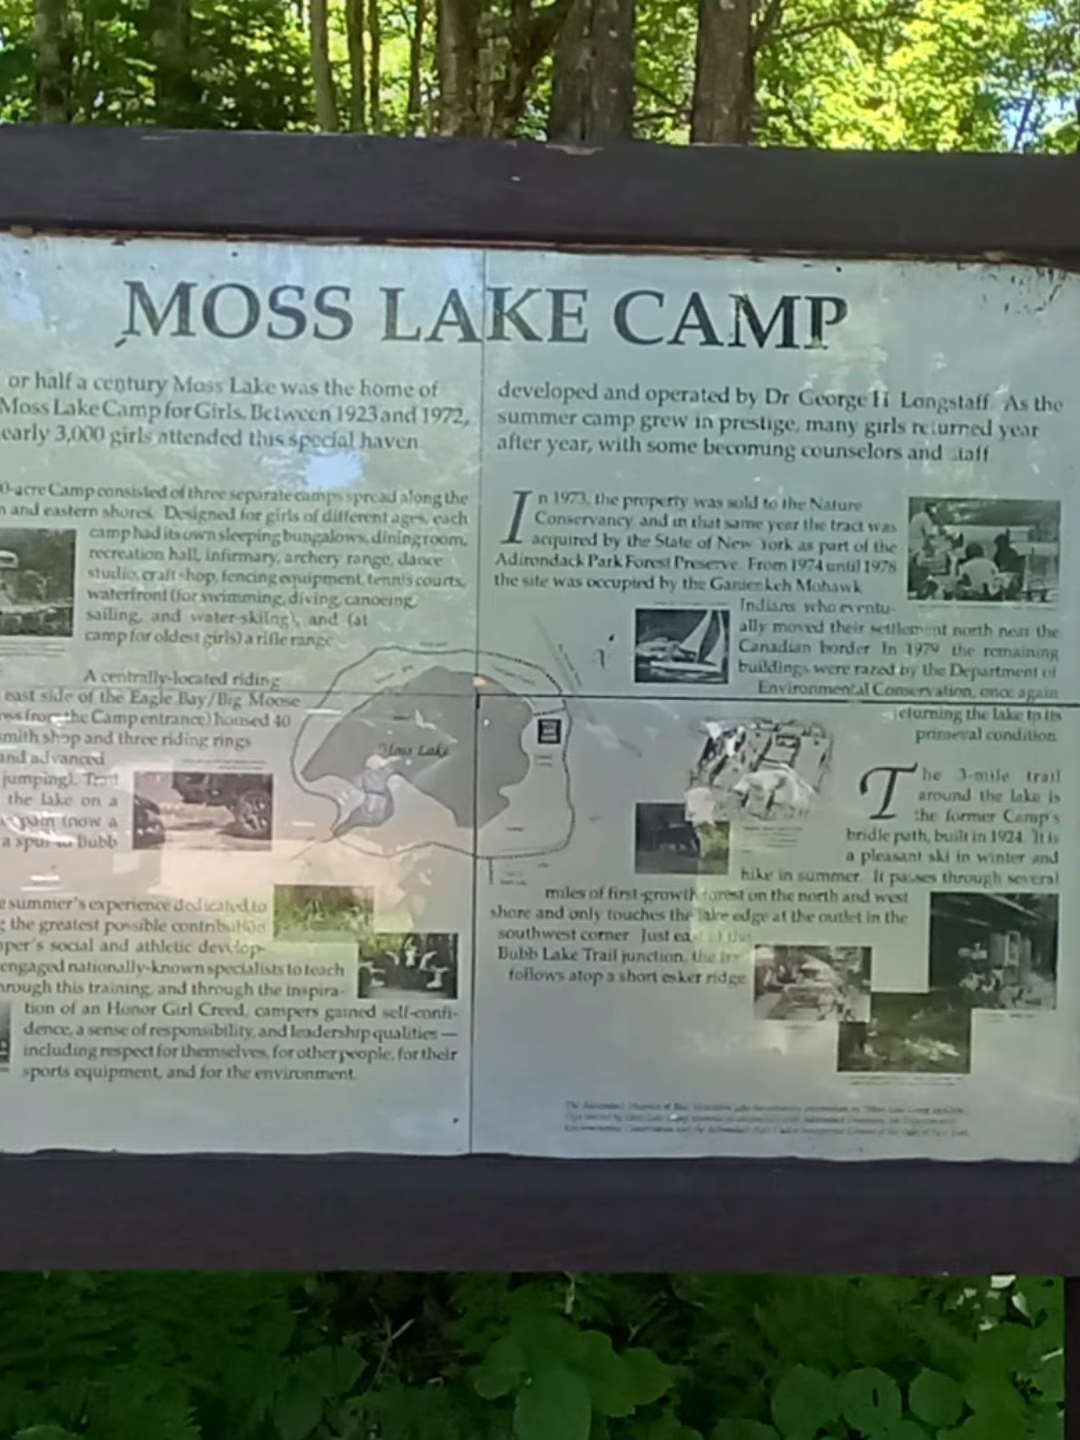 MOSS LAKE CAMP
or half a century Moss Lake was the home of
Moss Lake Camp for Girls. Between 1923 and 1972,
early 3,000 girls attended this special haven
developed and operated by Dr George H Longstaff. As the
summer camp grew in prestige, many girls returned year
after year, with some becoming counselors and staff
0-acre Camp consisted of three separate camps spread along the
and eastern shores. Designed for girls of different ages, each
camp had its own sleeping bungalows, dining room,
recreation hall, infirmary, archery range, dance
studio, craft shop, fencing equipment, tennis courts,
waterfront (for swimming, diving, canoeing,
sailing, and water-skiing), and (at
camp for oldest girls) a rifle range
A centrally-located riding
east side of the Eagle Bay/Big Moose
from the Camp entrance) housed 40
smith shop and three riding rings
and advanced
jumping). Trail
the lake on a
path (now a
a spur to Bubb
summer's experience dedicated to
the greatest possible contribution
per's social and athletic develop-
engaged nationally-known specialists to teach
rough this training, and through the inspira-
tion of an Honor Girl Creed, campers gained self-confi-
dence, a sense of responsibility, and leadership qualities —
including respect for themselves, for other people, for their
sports equipment, and for the environment.
Moss Lake
YOU ARE HERE
In 1973, the property was sold to the Nature
Conservancy, and in that same year the tract was
acquired by the State of New York as part of the
Adirondack Park Forest Preserve. From 1974 until 1978
the site was occupied by the Ganienkeh Mohawk
Indians who eventu-
ally moved their settlement north near the
Canadian border In 1979 the remaining
buildings were razed by the Department of
Environmental Conservation, once again
returning the lake to its
primeval condition.
The 3-mile trail
around the lake is
the former Camp's
bridle path, built in 1924. It is
a pleasant ski in winter and
hike in summer. It passes through several
miles of first-growth forest on the north and west
shore and only touches the lake edge at the outlet in the
southwest corner. Just east of the
Bubb Lake Trail junction, the
follows atop a short esker ridge